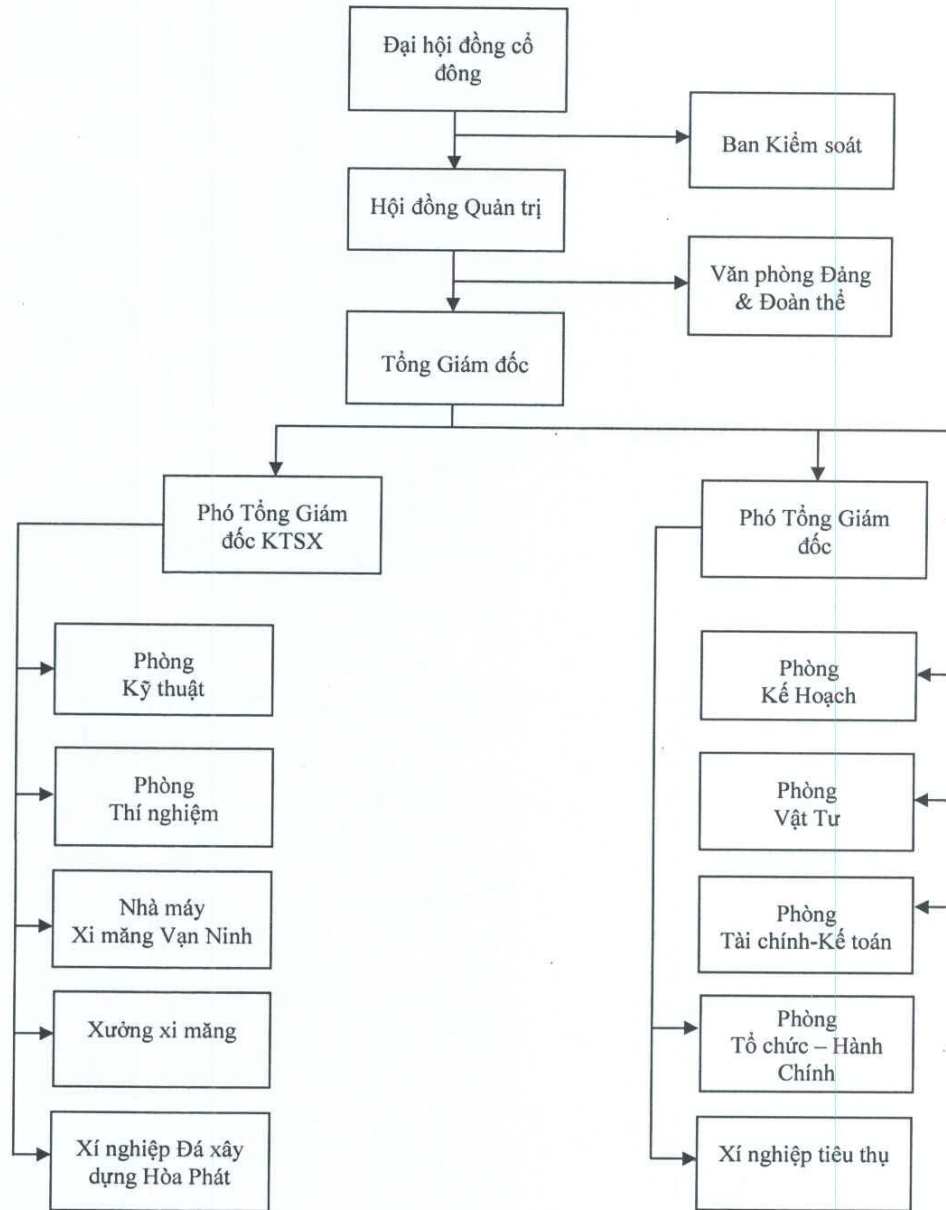 Đại hội đồng cổ
đông
Ban Kiểm soát
Hội đồng Quản trị
Văn phòng Đảng
& Đoàn thể
Tổng Giám đốc
Phó Tổng Giám
đốc KTSX
Phó Tổng Giám
đốc
Phòng
Kỹ thuật
Phòng
Thí nghiệm
Nhà máy
Xi măng Vạn Ninh
Xưởng xi măng
Xí nghiệp Đá xây
dựng Hòa Phát
Phòng
Kế Hoạch
Phòng
Vật Tư
Phòng
Tài chính-Kế toán
Phòng
Tổ chức – Hành
Chính
Xí nghiệp tiêu thụ